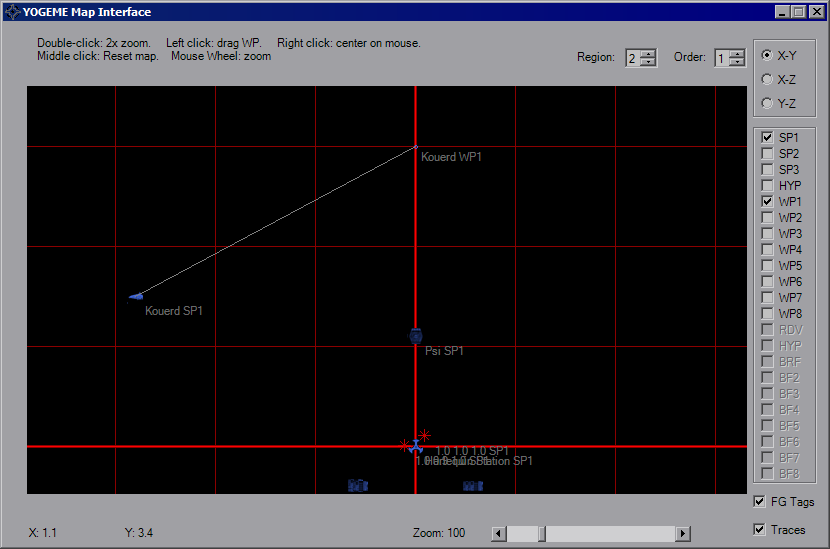 YOGEME Map Interface
Double-click: 2x zoom. Left click: drag WP. Right click: center on mouse.
Middle click: Reset map. Mouse Wheel: zoom
Region: 2 Order: 1
X-Y
X-Z
Y-Z
SP1
SP2
SP3
HYP
WP1
WP2
WP3
WP4
WP5
WP6
WP7
WP8
RDV
HYP
BRF
BF2
BF3
BF4
BF5
BF6
BF7
BF8
FG Tags
Traces
Kouerd WP1
Kouerd SP1
Psi SP1
1.0 1.0 1.0 SP1
Station SP1
X: 1.1 Y: 3.4 Zoom: 100